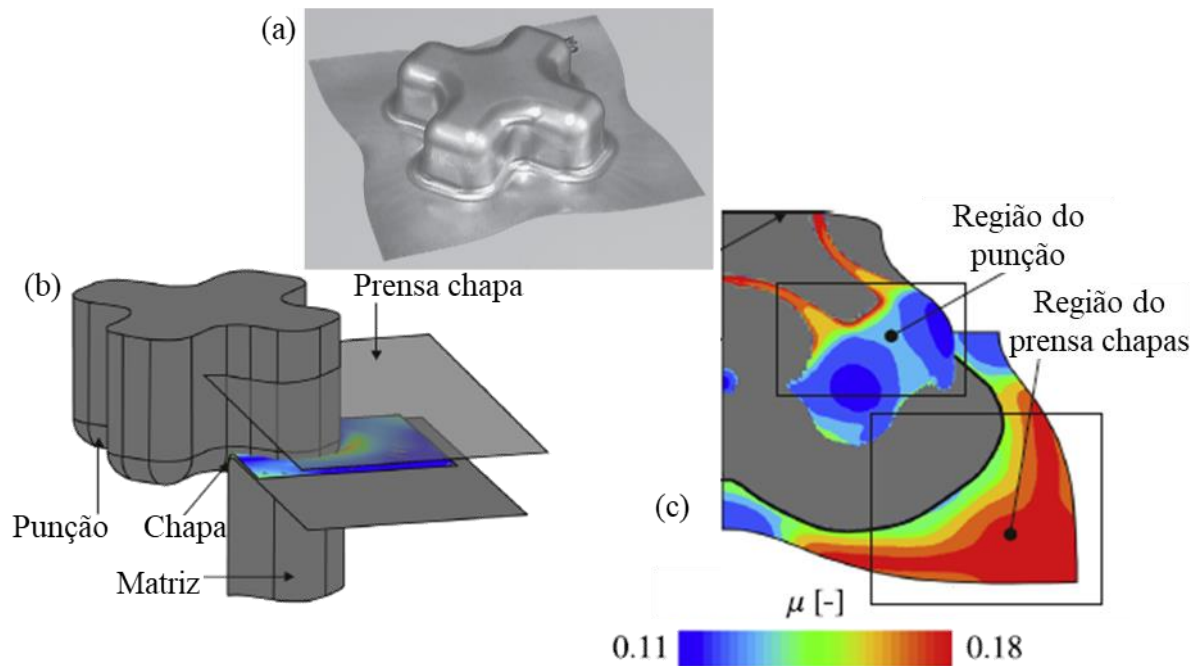 (a)
(b)
Prensa chapa
Punção
Chapa
Matriz
Região do
punção
Região do
prensa chapas
(c)
μ [-]
0.11
0.18